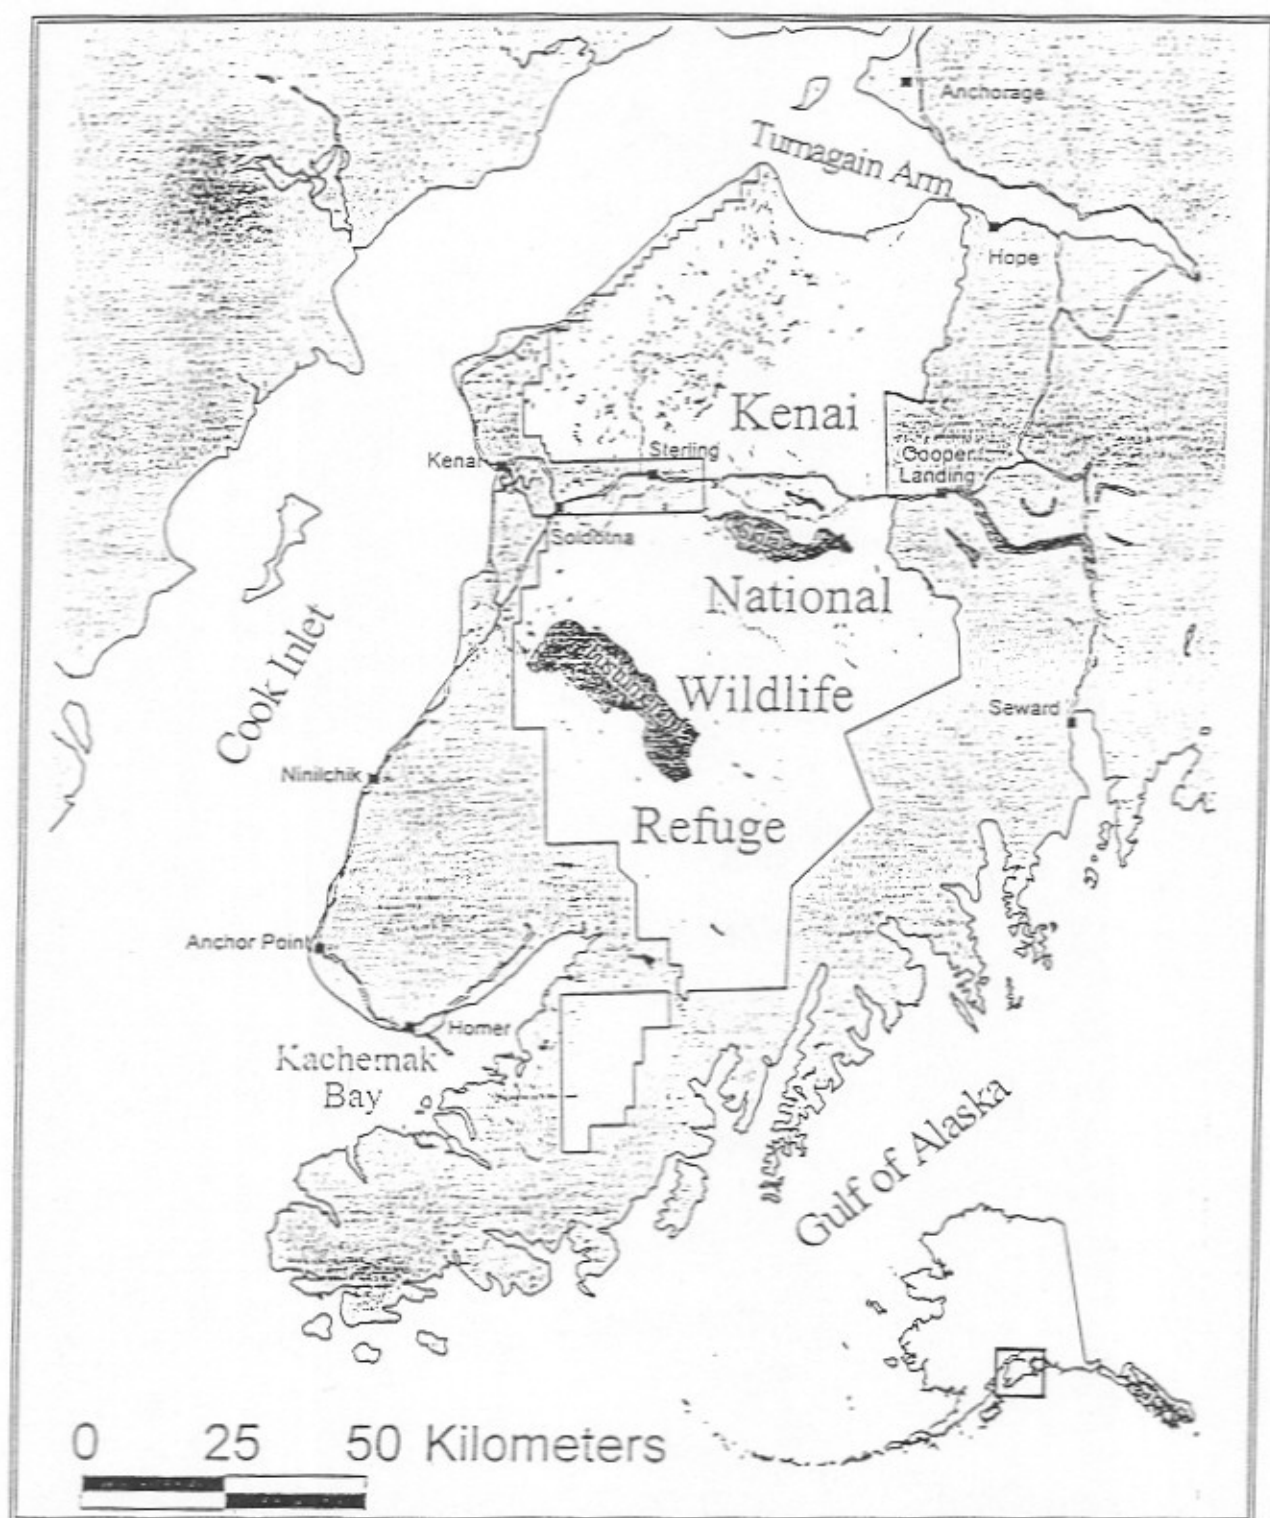 Anchorage
Turnagain Arm
Hope
Kenai
Kenai
Sterling
Cooper
Landing
Soldotna
National
Cook Inlet
Wildlife
Seward
Ninilchik
Refuge
Anchor Point
Homer
Kachemak
Bay
Gulf of Alaska
0 25 50 Kilometers